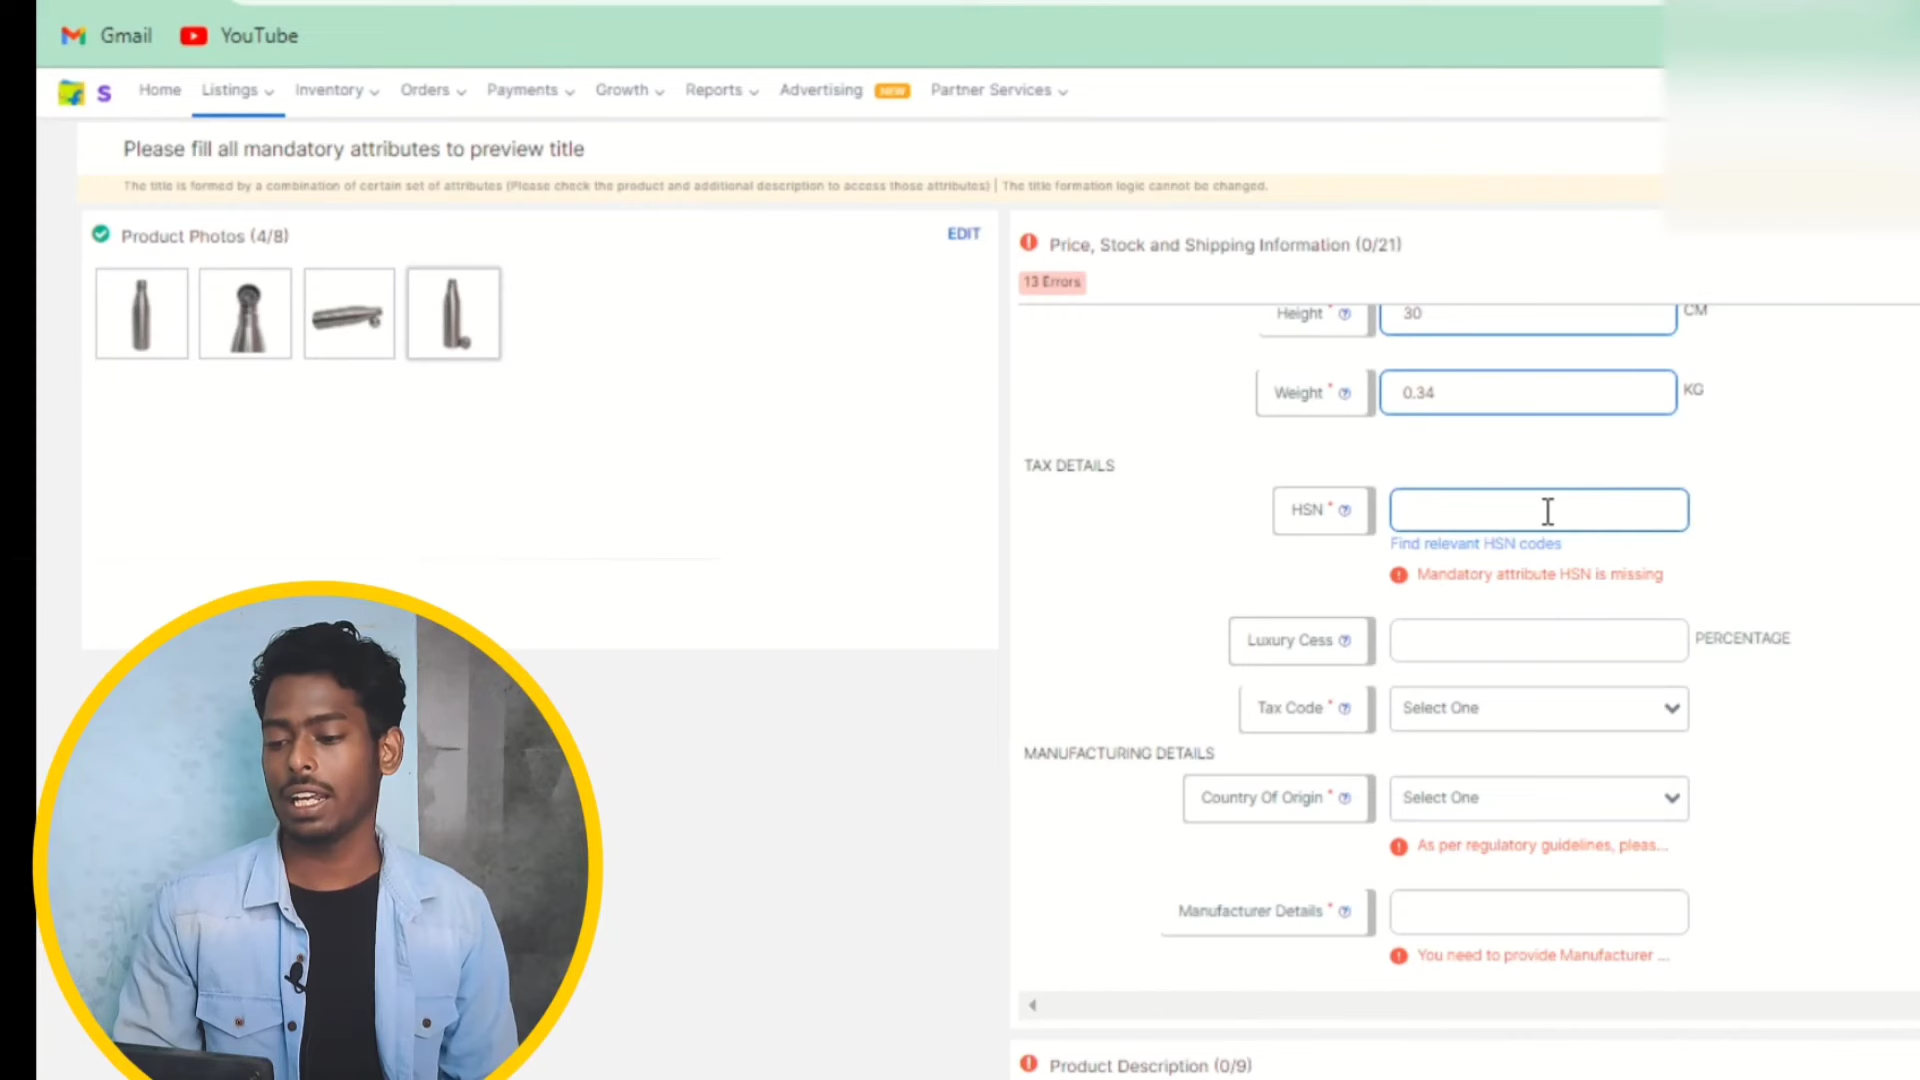 Gmail YouTube
S Home Listings Inventory Orders Payments Growth Reports Advertising NEW Partner Services
Please fill all mandatory attributes to preview title
The title is formed by a combination of certain set of attributes (Please check the product and additional description to access those attributes) | The title formation logic cannot be changed.
Product Photos (4/8) EDIT
Price, Stock and Shipping Information (0/21)
13 Errors
Height * 30 CM
Weight * 0.34 KG
TAX DETAILS
HSN *
Find relevant HSN codes
Mandatory attribute HSN is missing
Luxury Cess PERCENTAGE
Tax Code * Select One
MANUFACTURING DETAILS
Country Of Origin * Select One
As per regulatory guidelines, pleas...
Manufacturer Details *
You need to provide Manufacturer ...
Product Description (0/9)